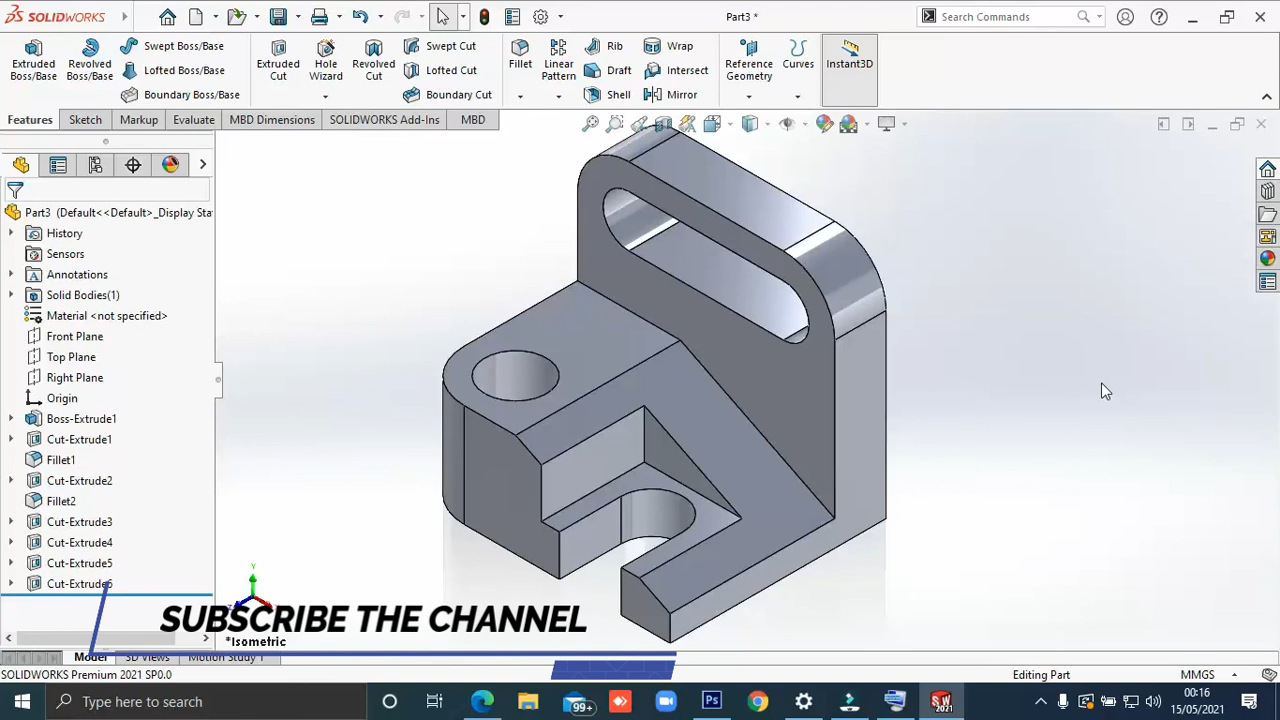 SOLIDWORKS
Part3 *
Search Commands
Extruded Boss/Base
Revolved Boss/Base
Swept Boss/Base
Lofted Boss/Base
Boundary Boss/Base
Extruded Cut
Hole Wizard
Revolved Cut
Swept Cut
Lofted Cut
Boundary Cut
Fillet
Linear Pattern
Rib
Draft
Shell
Wrap
Intersect
Mirror
Reference Geometry
Curves
Instant3D
Features
Sketch
Markup
Evaluate
MBD Dimensions
SOLIDWORKS Add-Ins
MBD
Part3 (Default<<Default>_Display Sta
History
Sensors
Annotations
Solid Bodies(1)
Material <not specified>
Front Plane
Top Plane
Right Plane
Origin
Boss-Extrude1
Cut-Extrude1
Fillet1
Cut-Extrude2
Fillet2
Cut-Extrude3
Cut-Extrude4
Cut-Extrude5
Cut-Extrude6
Y
SUBSCRIBE THE CHANNEL
*Isometric
Model
3D Views
Motion Study 1
SOLIDWORKS Premium 2021 SP0.0
Editing Part
MMGS
Type here to search
99+
Ps
SW
2021
00:16
15/05/2021